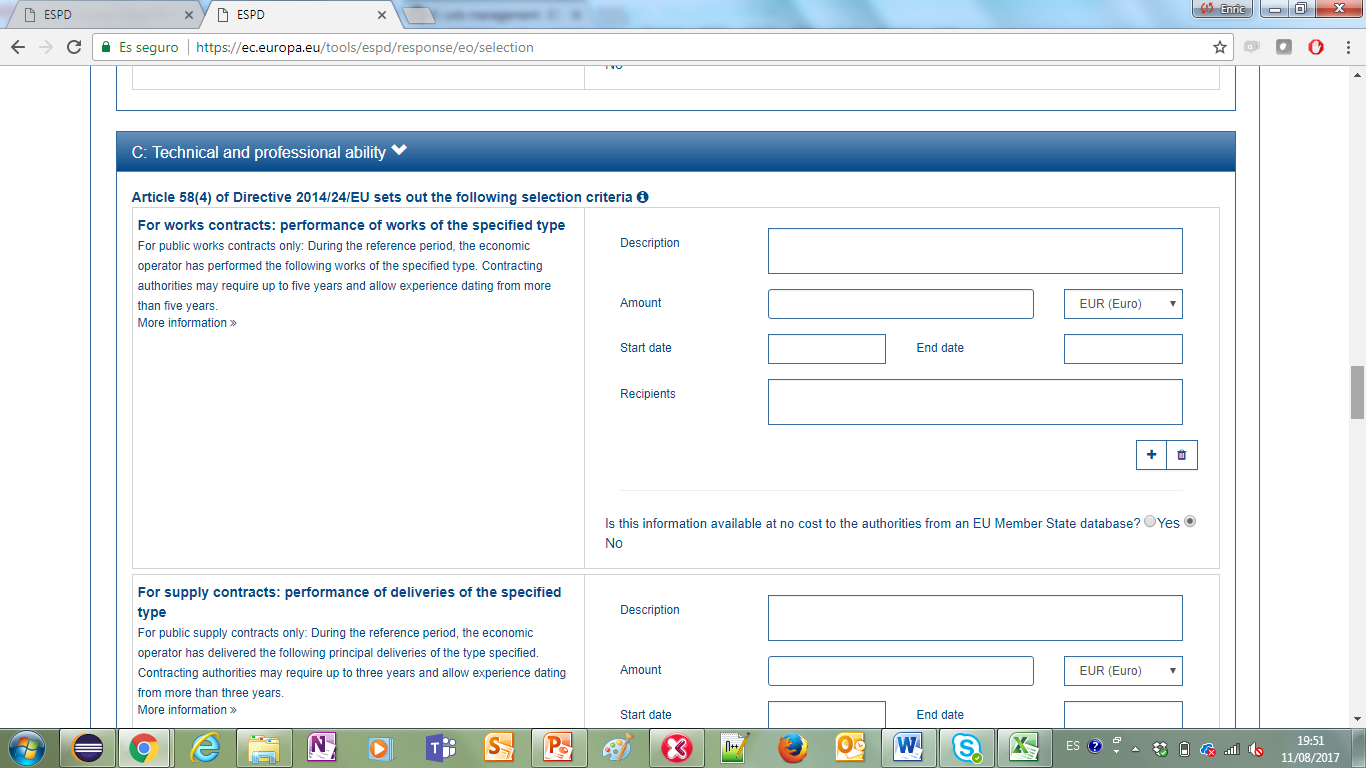 ESPD
ESPD
Enric
Es seguro
https://ec.europa.eu/tools/espd/response/eo/selection
C: Technical and professional ability
Article 58(4) of Directive 2014/24/EU sets out the following selection criteria
For works contracts: performance of works of the specified type
For public works contracts only: During the reference period, the economic
operator has performed the following works of the specified type. Contracting
authorities may require up to five years and allow experience dating from more
than five years.
More information »
Description
Amount
EUR (Euro)
Start date
End date
Recipients
Is this information available at no cost to the authorities from an EU Member State database? Yes
No
For supply contracts: performance of deliveries of the specified
type
For public supply contracts only: During the reference period, the economic
operator has delivered the following principal deliveries of the type specified.
Contracting authorities may require up to three years and allow experience dating
from more than three years.
More information »
Description
Amount
EUR (Euro)
Start date
End date
ES
19:51
11/08/2017